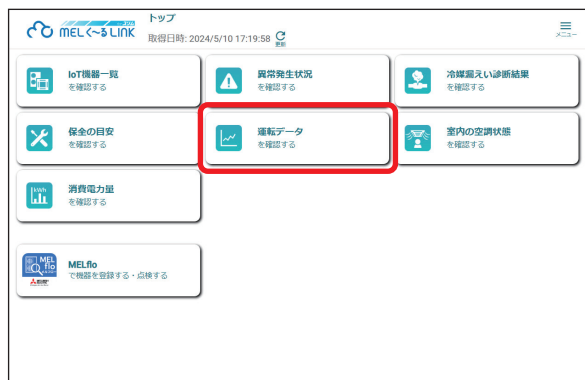 MELく~るLINK
トップ
取得日時: 2024/5/10 17:19:58
更新
メニュー
IoT機器一覧
を確認する
異常発生状況
を確認する
冷媒漏えい診断結果
を確認する
保全の目安
を確認する
運転データ
を確認する
室内の空調状態
を確認する
kWh
消費電力量
を確認する
MEL
flo
MELflo
で機器を登録する・点検する